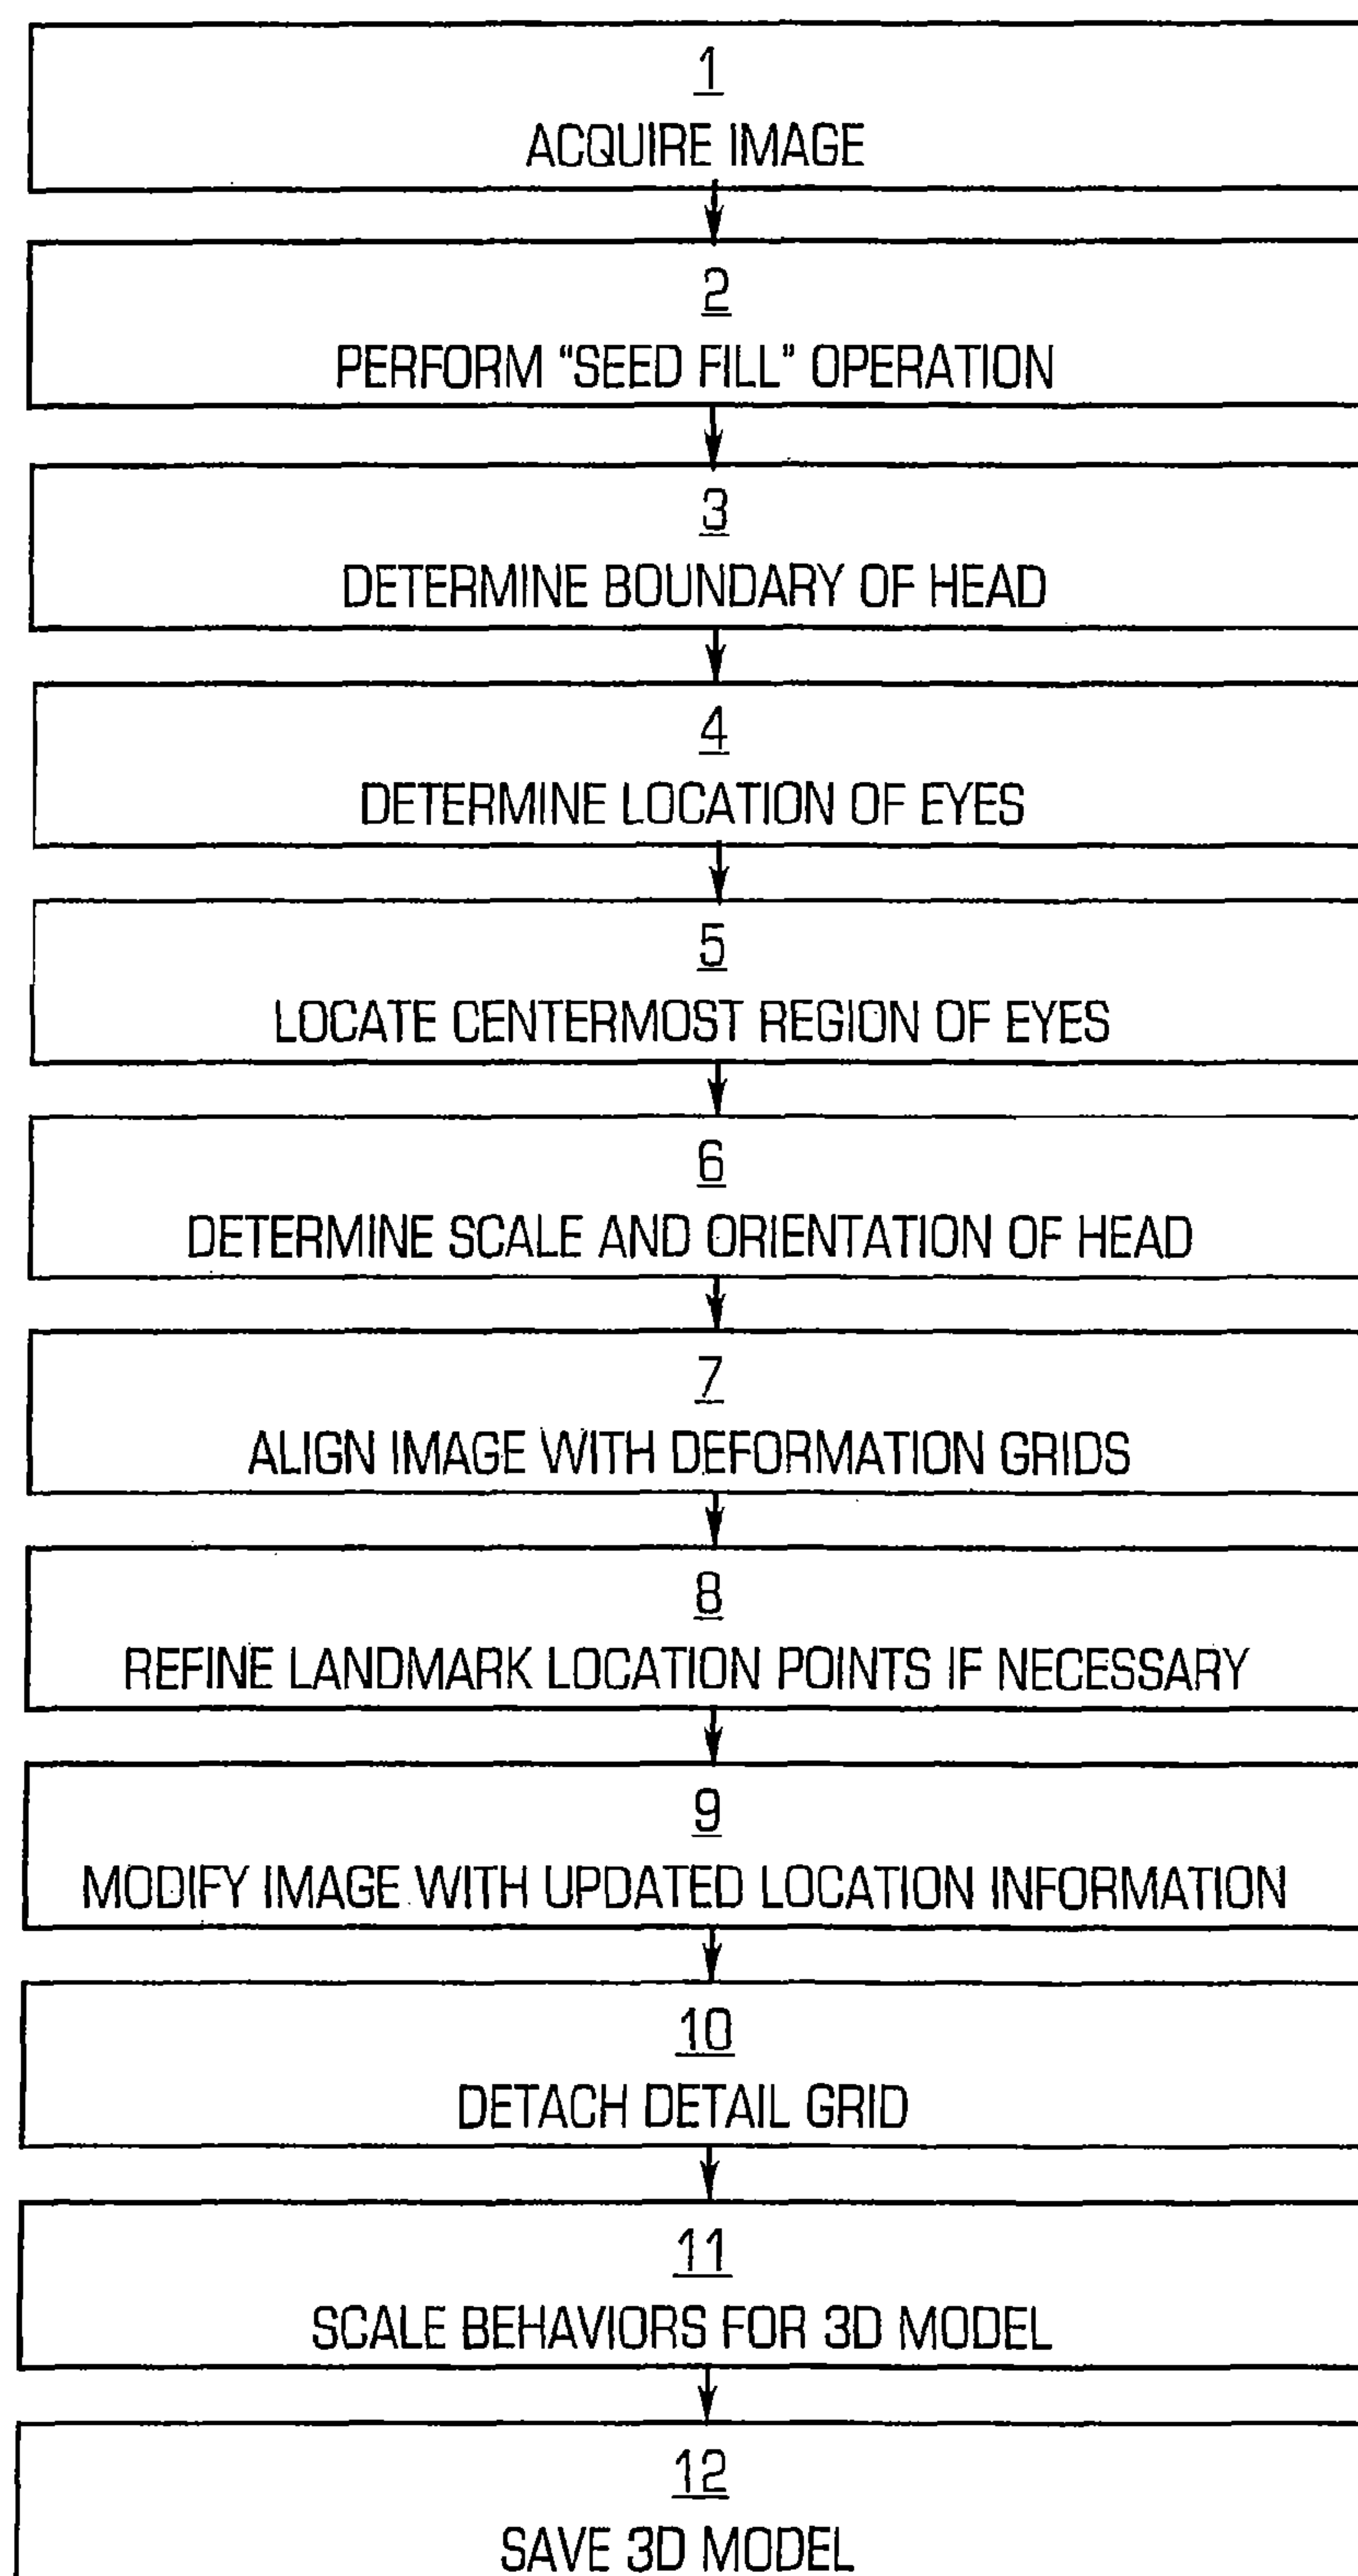 1
ACQUIRE IMAGE
2
PERFORM “SEED FILL” OPERATION
3
DETERMINE BOUNDARY OF HEAD
4
DETERMINE LOCATION OF EYES
5
LOCATE CENTERMOST REGION OF EYES
6
DETERMINE SCALE AND ORIENTATION OF HEAD
7
ALIGN IMAGE WITH DEFORMATION GRIDS
8
REFINE LANDMARK LOCATION POINTS IF NECESSARY
9
MODIFY IMAGE WITH UPDATED LOCATION INFORMATION
10
DETACH DETAIL GRID
11
SCALE BEHAVIORS FOR 3D MODEL
12
SAVE 3D MODEL